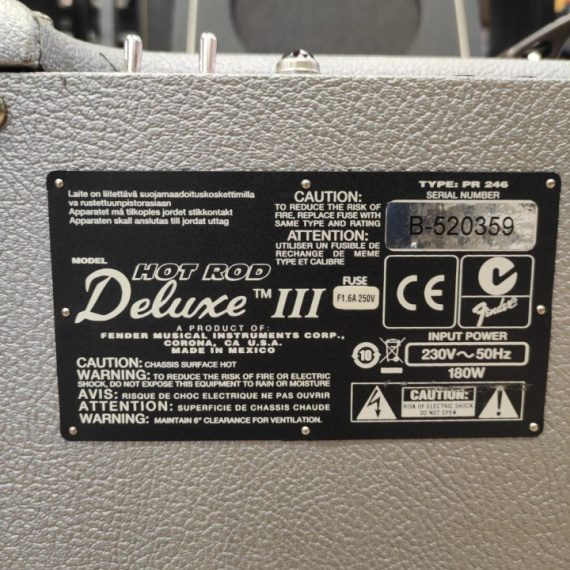 Laite on liitettävä suojamaadoituskoskettimilla
va rustettuunpistorasiaan
Apparatet må tilkoples jordet stikkontakt
Apparaten skall anslutas till jordat uttag
CAUTION:
TO REDUCE THE RISK OF
FIRE, REPLACE FUSE WITH
SAME TYPE AND RATING
ATTENTION:
UTILISER UN FUSIBLE DE
RECHANGE DE MEME
TYPE ET CALIBRE
TYPE: PR 246
SERIAL NUMBER
B-520359
MODEL
HOT ROD
Deluxe™ III
FUSE
F1.6A 250V
A PRODUCT OF:
FENDER MUSICAL INSTRUMENTS CORP.,
CORONA, CA U.S.A.
MADE IN MEXICO
CE
Fender
INPUT POWER
10
230V~50Hz
180W
CAUTION: CHASSIS SURFACE HOT
WARNING: TO REDUCE THE RISK OF FIRE OR ELECTRIC
SHOCK, DO NOT EXPOSE THIS EQUIPMENT TO RAIN OR MOISTURE
AVIS: RISQUE DE CHOC ELECTRIQUE NE PAS OUVRIR
ATTENTION: SUPERFICIE DE CHASSIS CHAUDE
WARNING: MAINTAIN 6" CLEARANCE FOR VENTILATION.
CAUTION:
RISK OF ELECTRIC SHOCK
DO NOT OPEN